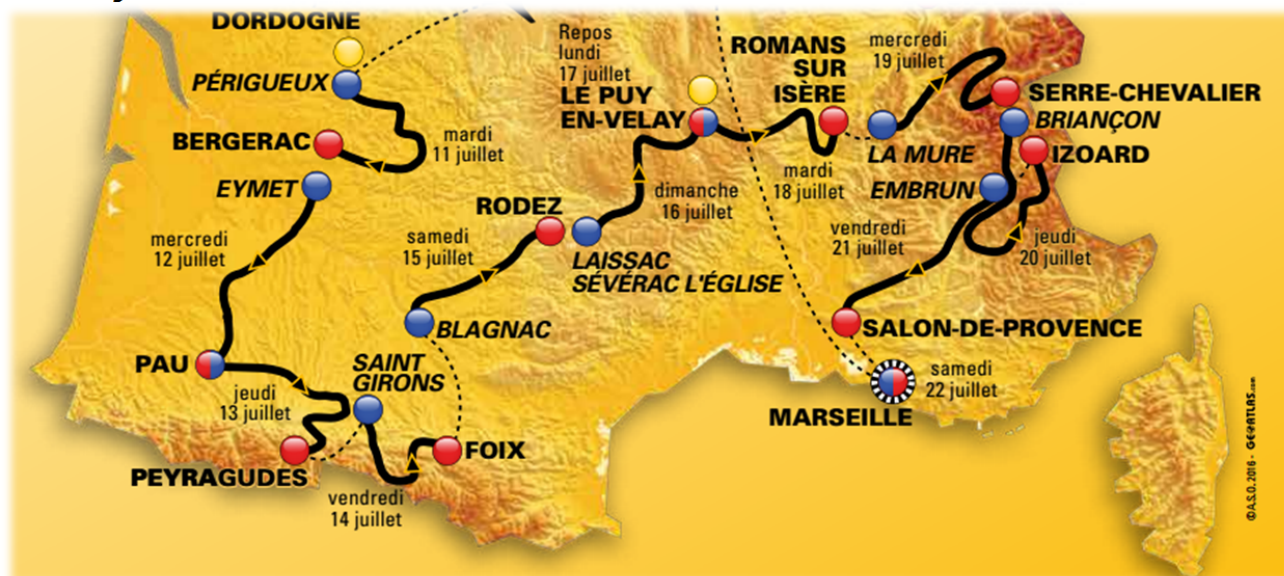 DORDOGNE
PÉRIGUEUX
BERGERAC
mardi
11 juillet
EYMET
mercredi
12 juillet
PAU
jeudi
13 juillet
PEYRAGUDES
SAINT
GIRONS
vendredi
14 juillet
FOIX
BLAGNAC
samedi
15 juillet
RODEZ
LAISSAC
SÉVÉRAC L'ÉGLISE
dimanche
16 juillet
Repos
lundi
17 juillet
LE PUY
EN-VELAY
ROMANS
SUR
ISÈRE
mardi
18 juillet
LA MURE
mercredi
19 juillet
SERRE-CHEVALIER
BRIANÇON
IZOARD
jeudi
20 juillet
EMBRUN
vendredi
21 juillet
SALON-DE-PROVENCE
MARSEILLE
samedi
22 juillet
©A.S.O. 2016 - GEOATLAS.com